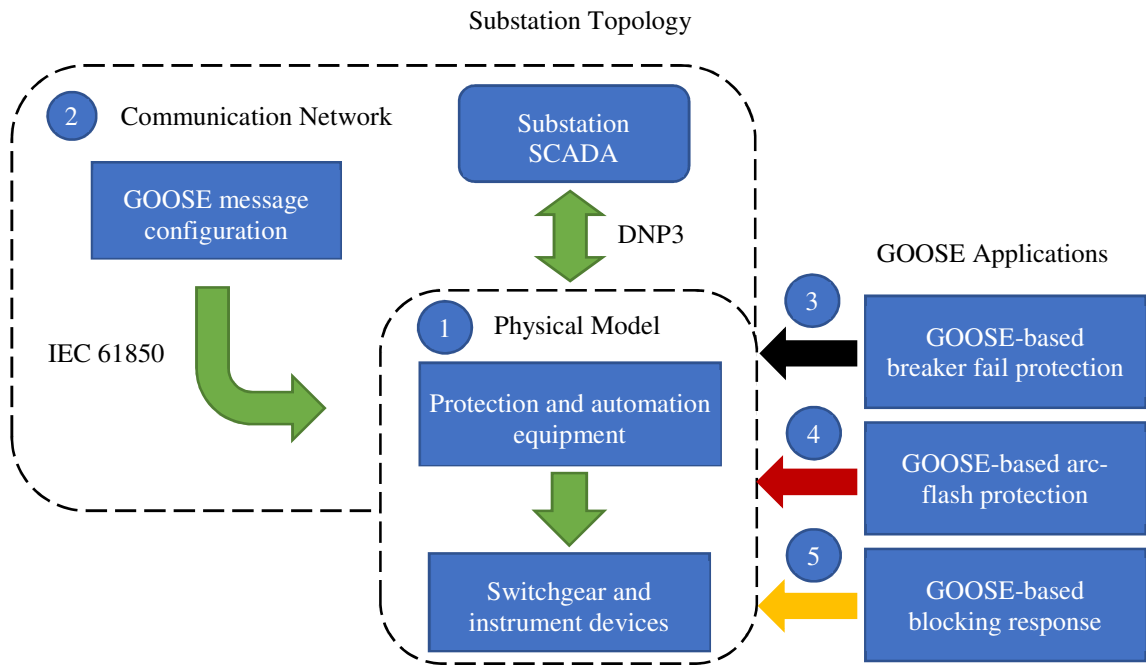 Substation Topology
2
Communication Network
Substation
SCADA
GOOSE message
configuration
DNP3
IEC 61850
1
Physical Model
Protection and automation
equipment
Switchgear and
instrument devices
GOOSE Applications
3
GOOSE-based
breaker fail protection
4
GOOSE-based arc-
flash protection
5
GOOSE-based
blocking response